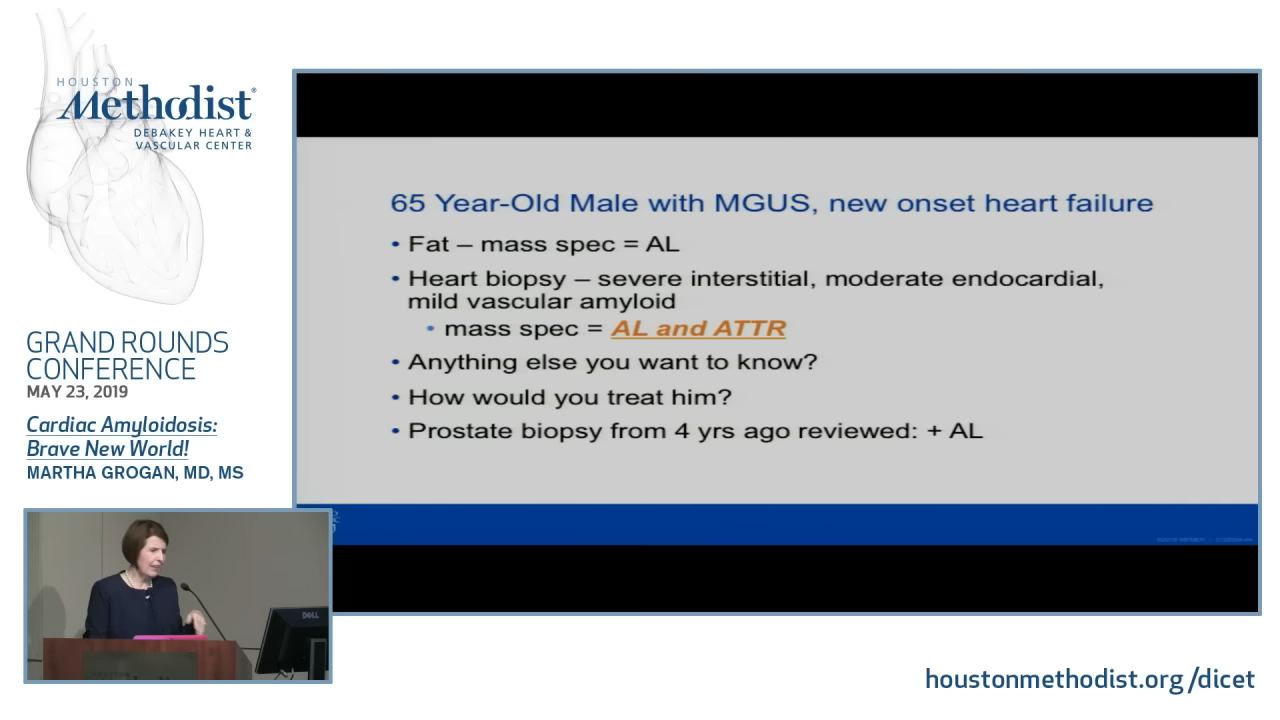 HOUSTON
Methodist®
DEBAKEY HEART &
VASCULAR CENTER
GRAND ROUNDS
CONFERENCE
MAY 23, 2019
Cardiac Amyloidosis:
Brave New World!
MARTHA GROGAN, MD, MS
65 Year-Old Male with MGUS, new onset heart failure
• Fat – mass spec = AL
• Heart biopsy – severe interstitial, moderate endocardial,
mild vascular amyloid
• mass spec = AL and ATTR
• Anything else you want to know?
• How would you treat him?
• Prostate biopsy from 4 yrs ago reviewed: + AL
DELL
houstonmethodist.org/dicet